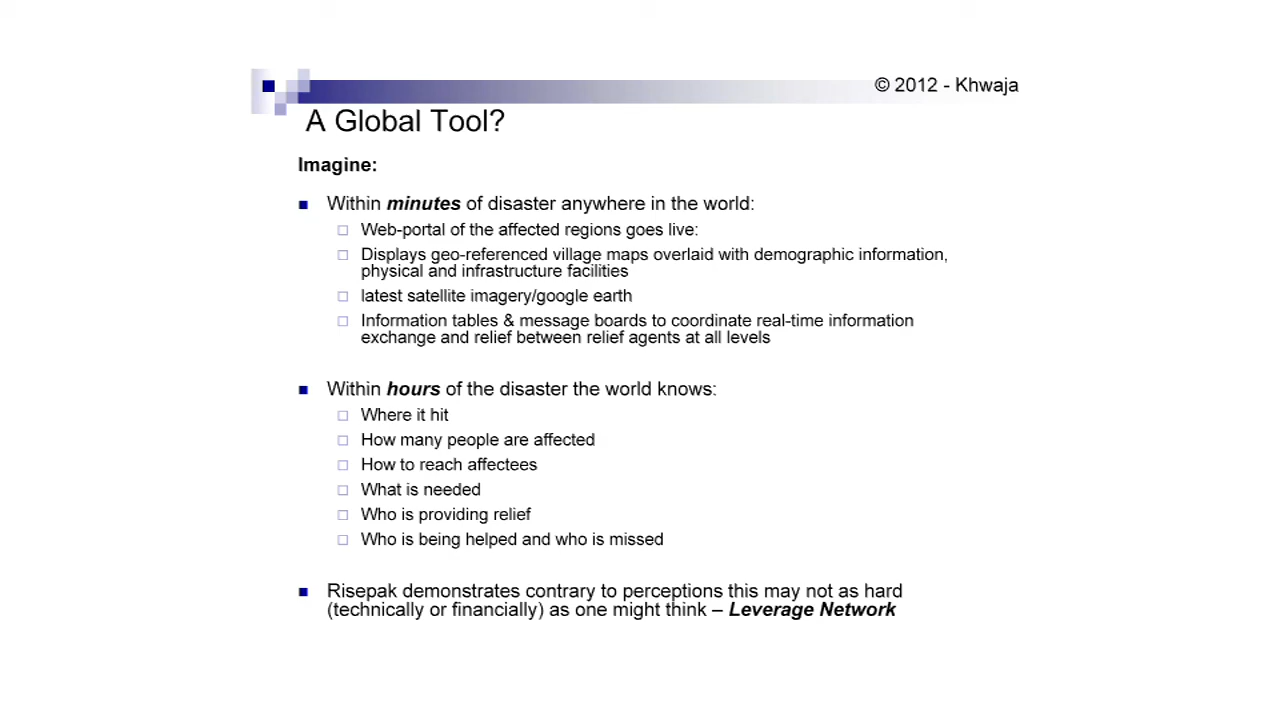 © 2012 - Khwaja
A Global Tool?
Imagine:
Within minutes of disaster anywhere in the world:
Web-portal of the affected regions goes live:
Displays geo-referenced village maps overlaid with demographic information,
physical and infrastructure facilities
latest satellite imagery/google earth
Information tables & message boards to coordinate real-time information
exchange and relief between relief agents at all levels
Within hours of the disaster the world knows:
Where it hit
How many people are affected
How to reach affectees
What is needed
Who is providing relief
Who is being helped and who is missed
Risepak demonstrates contrary to perceptions this may not as hard
(technically or financially) as one might think – Leverage Network